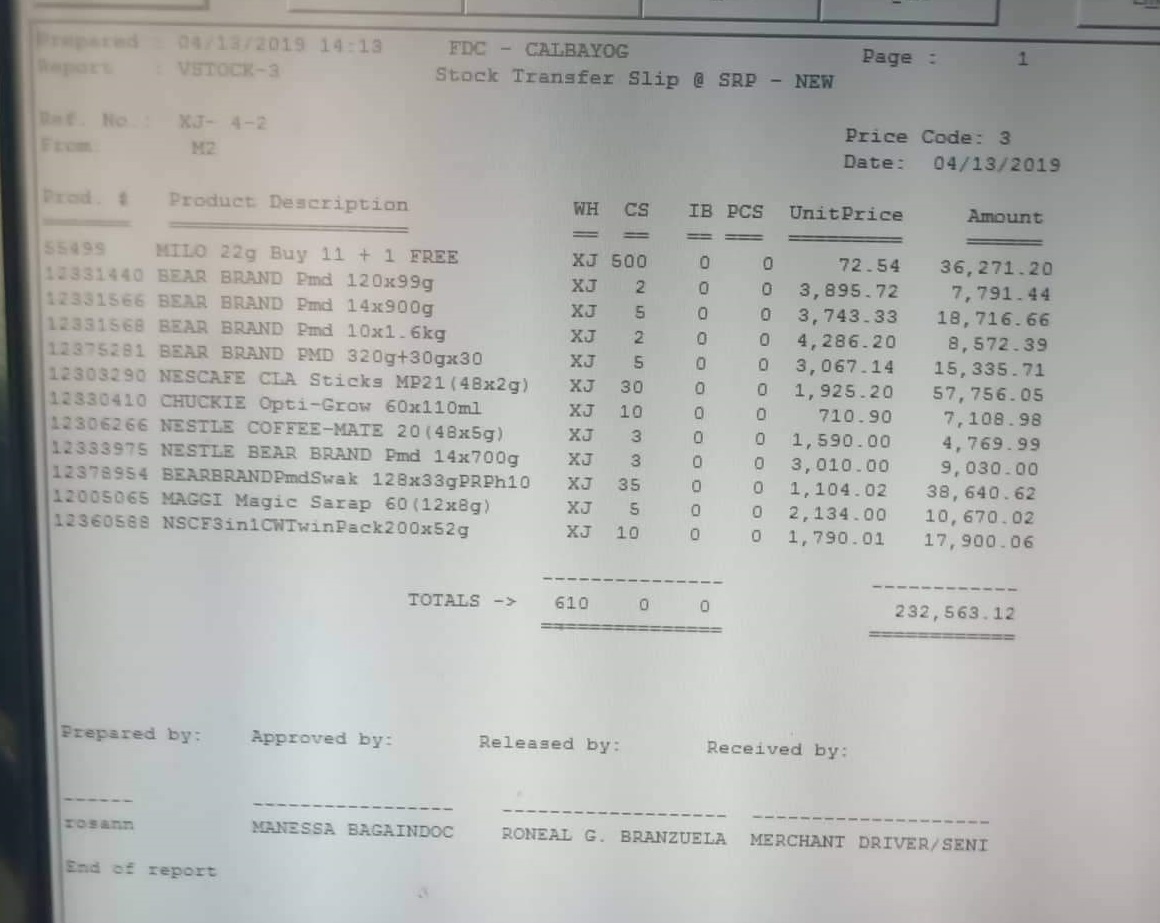 Prepared : 04/13/2019 14:13 FDC - CALBAYOG Page : 1
Report : VSTOCK-3 Stock Transfer Slip @ SRP - NEW
Ref. No.: XJ- 4-2 Price Code: 3
From: M2 Date: 04/13/2019
Prod. # Product Description WH CS IB PCS UnitPrice Amount
55499 MILO 22g Buy 11 + 1 FREE XJ 500 0 0 72.54 36,271.20
12331440 BEAR BRAND Pmd 120x99g XJ 2 0 0 3,895.72 7,791.44
12331566 BEAR BRAND Pmd 14x900g XJ 5 0 0 3,743.33 18,716.66
12331568 BEAR BRAND Pmd 10x1.6kg XJ 2 0 0 4,286.20 8,572.39
12375281 BEAR BRAND PMD 320g+30gx30 XJ 5 0 0 3,067.14 15,335.71
12303290 NESCAFE CLA Sticks MP21(48x2g) XJ 30 0 0 1,925.20 57,756.05
12330410 CHUCKIE Opti-Grow 60x110ml XJ 10 0 0 710.90 7,108.98
12306266 NESTLE COFFEE-MATE 20(48x5g) XJ 3 0 0 1,590.00 4,769.99
12333975 NESTLE BEAR BRAND Pmd 14x700g XJ 3 0 0 3,010.00 9,030.00
12378954 BEARBRANDPmdSwak 128x33gPRPh10 XJ 35 0 0 1,104.02 38,640.62
12005065 MAGGI Magic Sarap 60(12x8g) XJ 5 0 0 2,134.00 10,670.02
12360588 NSCF3in1CWTwinPack200x52g XJ 10 0 0 1,790.01 17,900.06
TOTALS -> 610 0 0 232,563.12
Prepared by: Approved by: Released by: Received by:
rosann MANESSA BAGAINDOC RONEAL G. BRANZUELA MERCHANT DRIVER/SENI
End of report